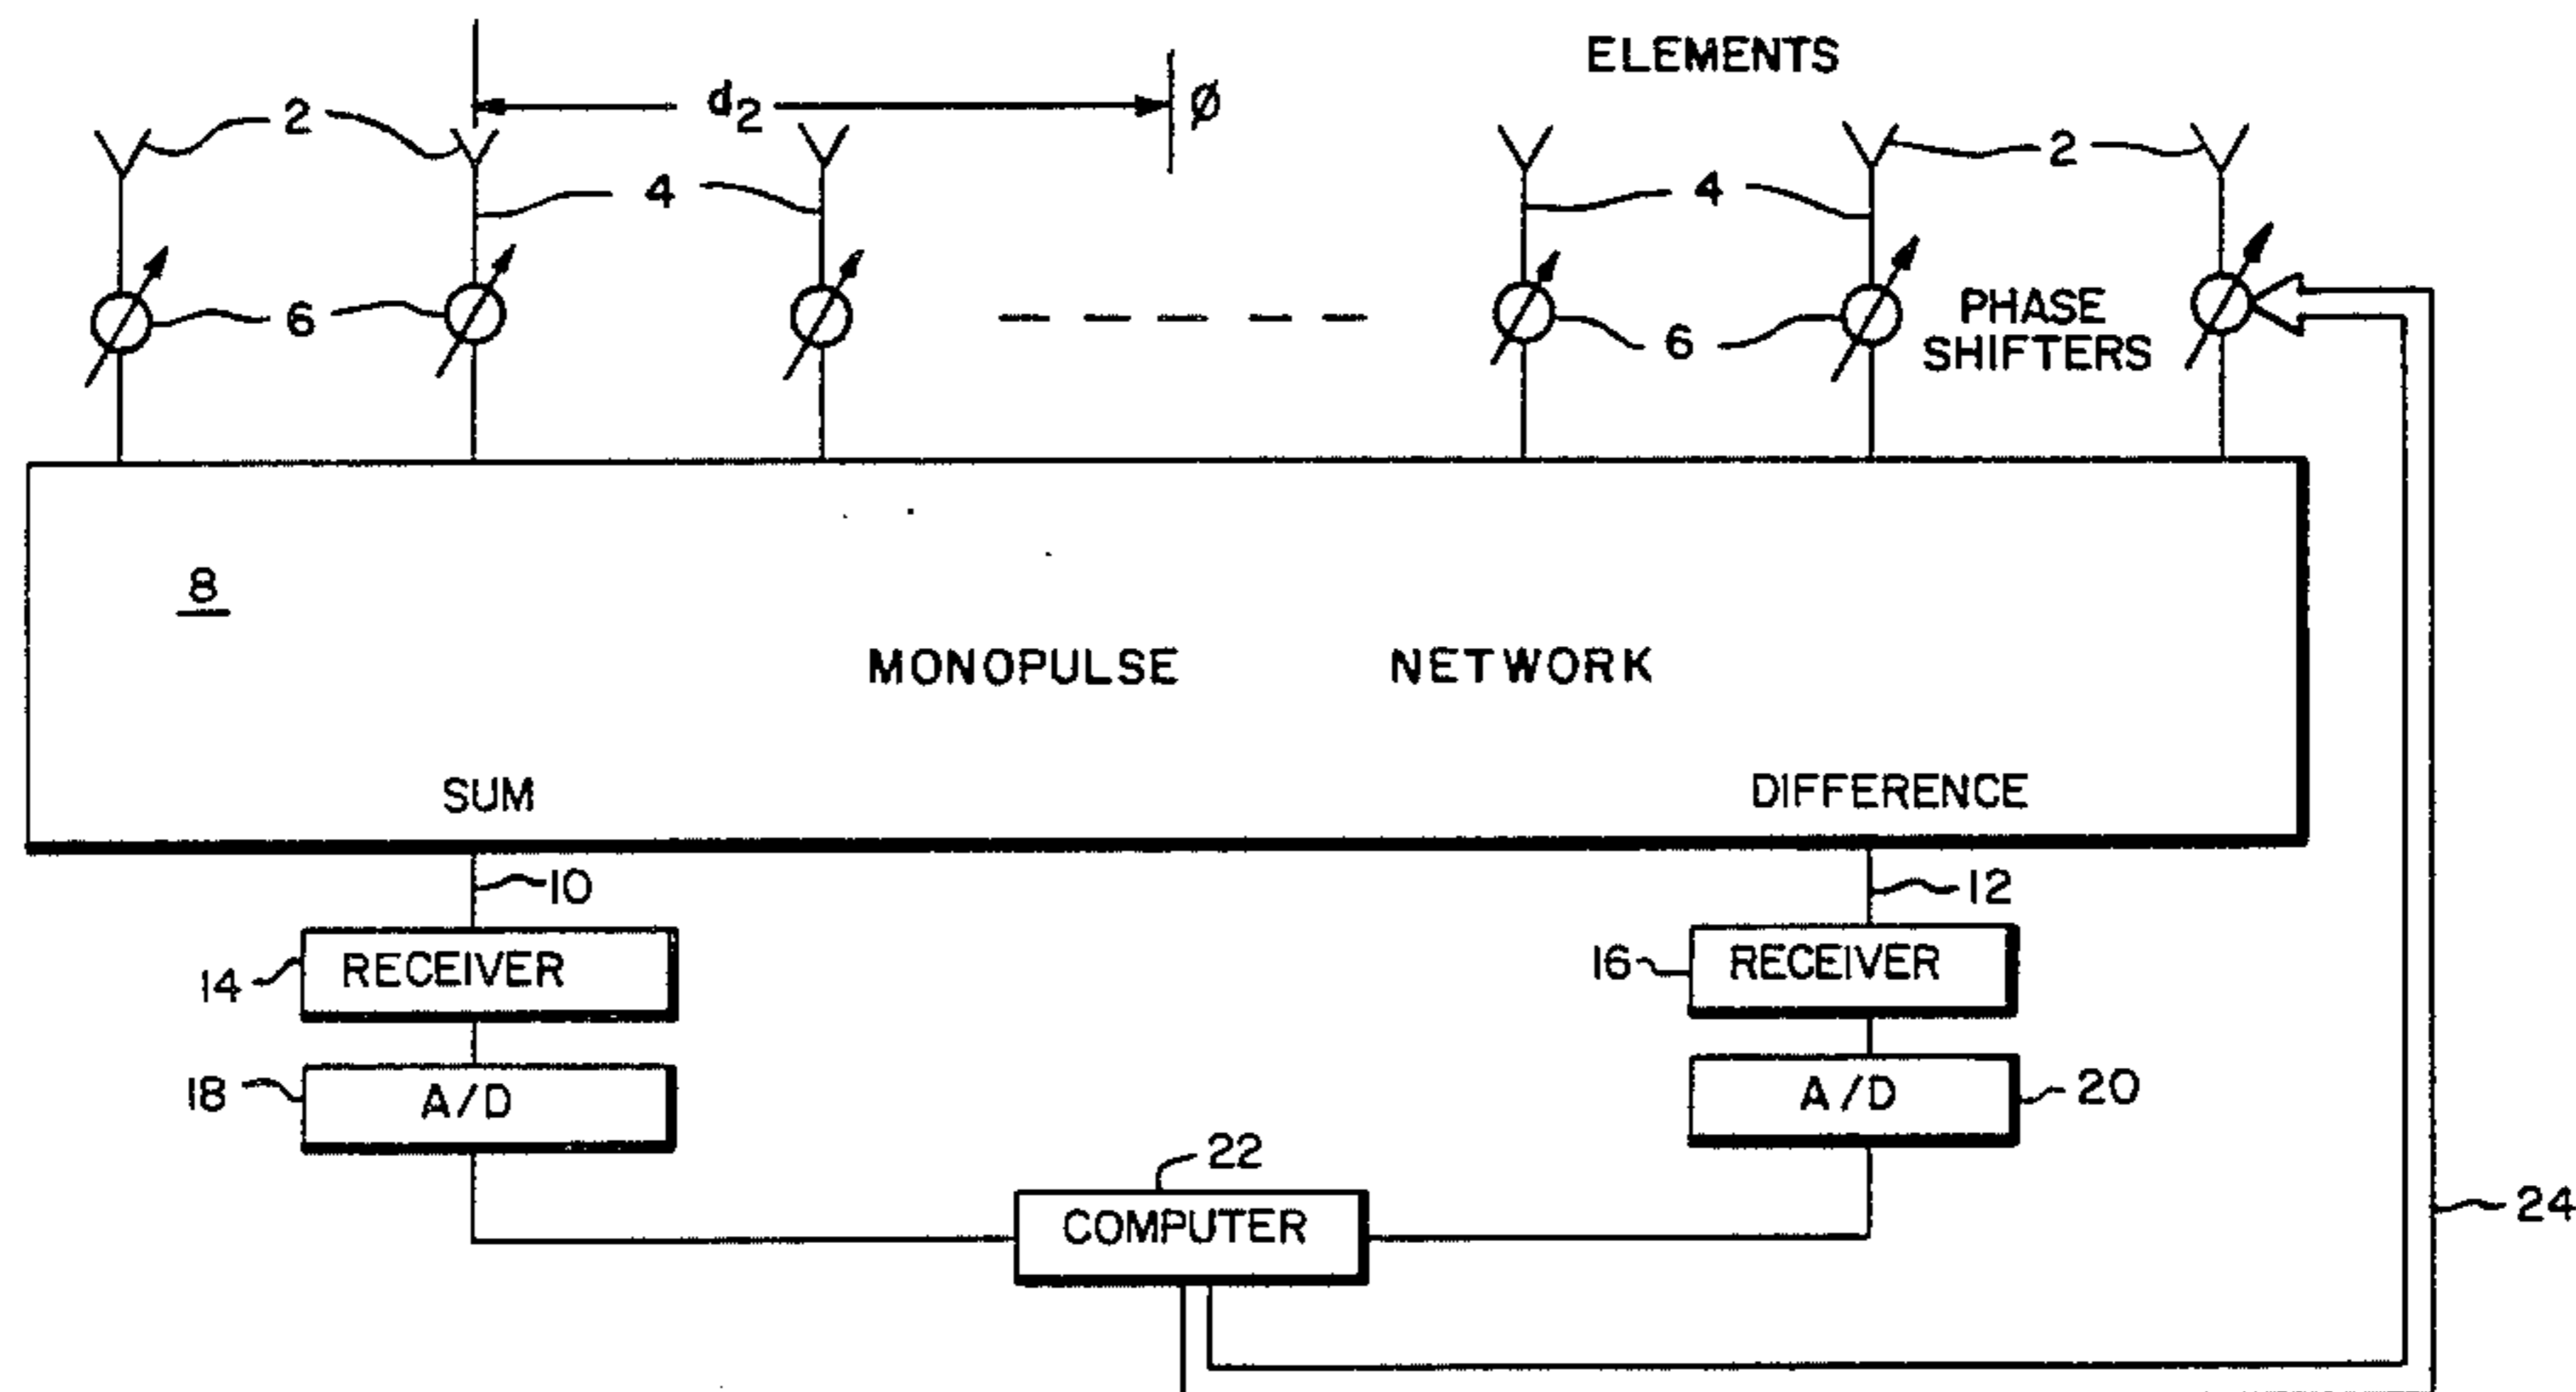 ELEMENTS
d2
Ø
2
2
4
4
6
6
PHASE
SHIFTERS
8
MONOPULSE NETWORK
SUM
DIFFERENCE
10
12
14
RECEIVER
16
RECEIVER
18
A/D
A/D
20
22
COMPUTER
24